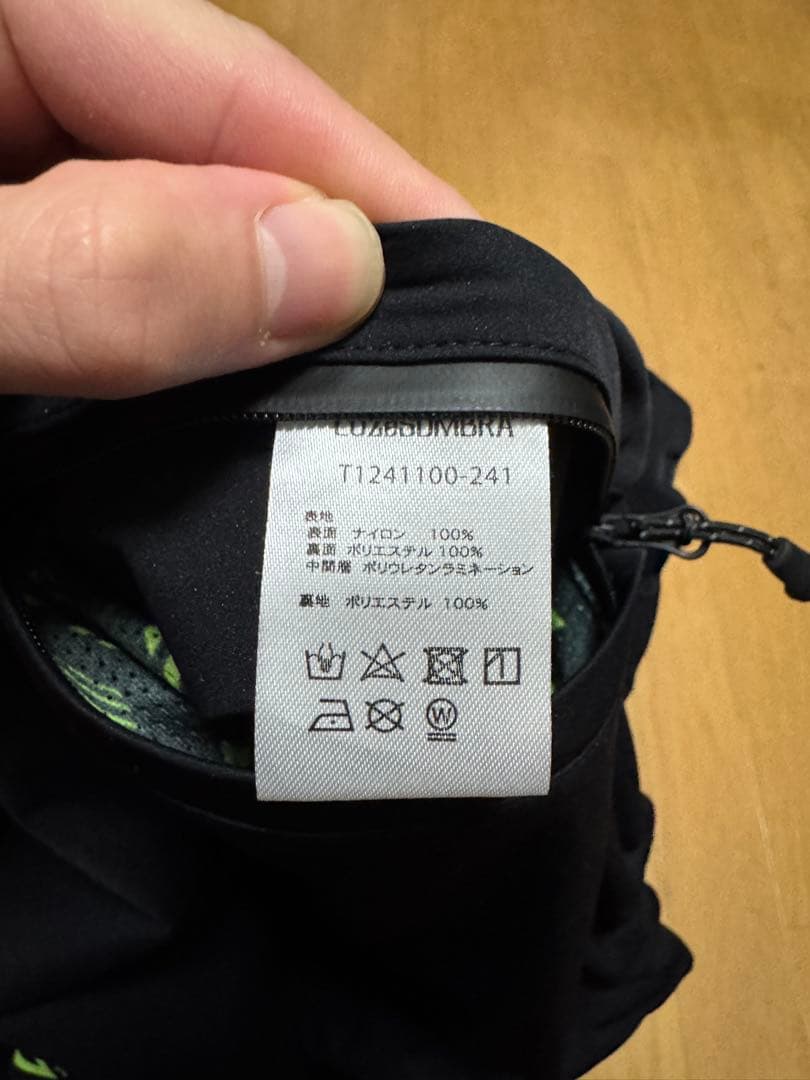 LUZeSOMBRA
T1241100-241
表地
表面 ナイロン 100%
裏面 ポリエステル 100%
中間層 ポリウレタンラミネーション
裏地 ポリエステル 100%
W